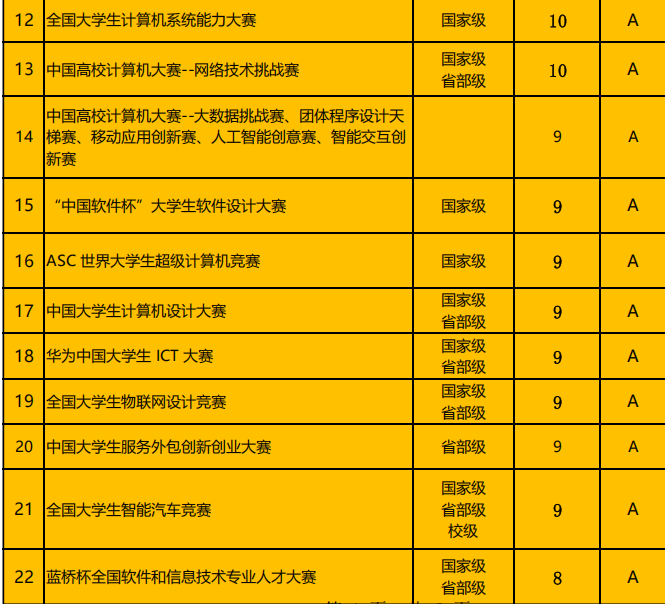 12 全国大学生计算机系统能力大赛 国家级 10 A
13 中国高校计算机大赛--网络技术挑战赛 国家级 省部级 10 A
14 中国高校计算机大赛--大数据挑战赛、团体程序设计天
梯赛、移动应用创新赛、人工智能创意赛、智能交互创
新赛 9 A
15 “中国软件杯”大学生软件设计大赛 国家级 9 A
16 ASC 世界大学生超级计算机竞赛 国家级 9 A
17 中国大学生计算机设计大赛 国家级 省部级 9 A
18 华为中国大学生 ICT 大赛 国家级 省部级 9 A
19 全国大学生物联网设计竞赛 国家级 省部级 9 A
20 中国大学生服务外包创新创业大赛 省部级 9 A
21 全国大学生智能汽车竞赛 国家级 省部级 校级 9 A
22 蓝桥杯全国软件和信息技术专业人才大赛 国家级 省部级 8 A